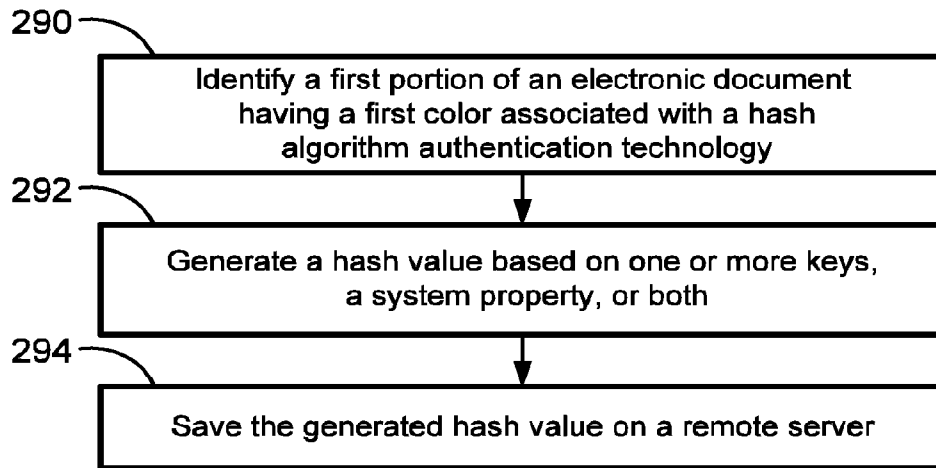 290
Identify a first portion of an electronic document
having a first color associated with a hash
algorithm authentication technology
292
Generate a hash value based on one or more keys,
a system property, or both
294
Save the generated hash value on a remote server